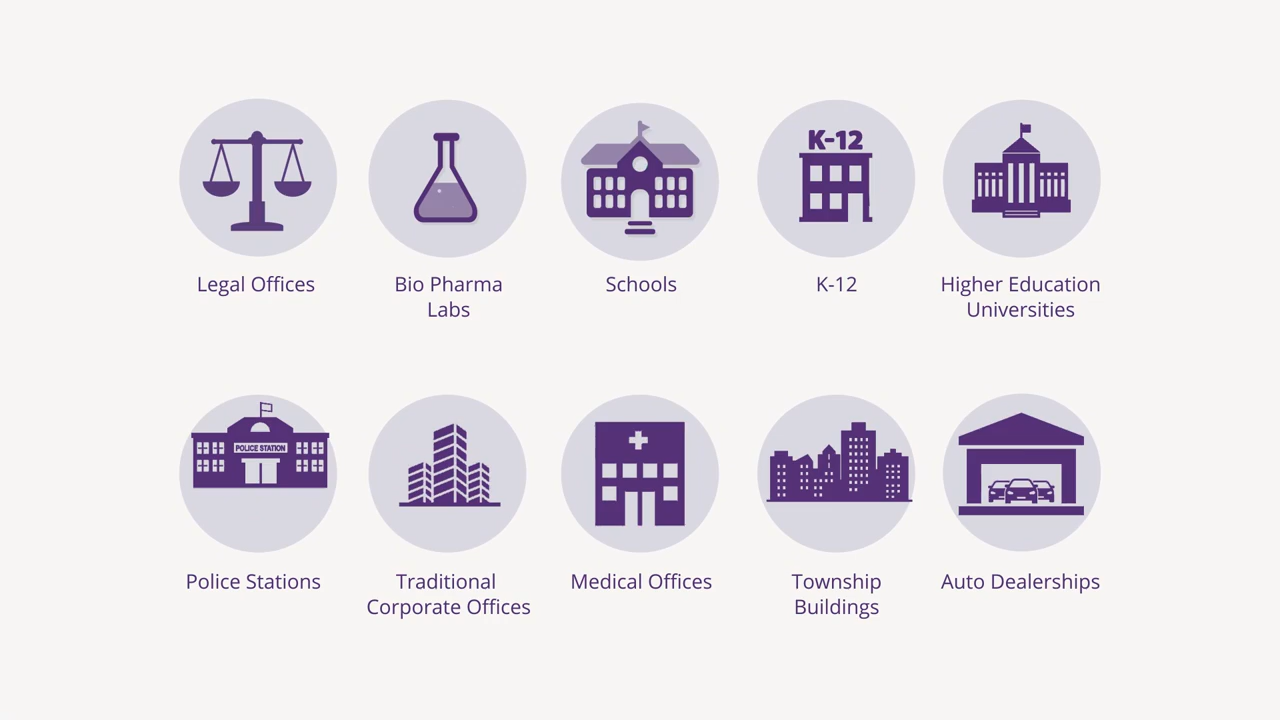 K-12
Legal Offices
Bio Pharma
Labs
Schools
K-12
Higher Education
Universities
POLICE STATION
Police Stations
Traditional
Corporate Offices
Medical Offices
Township
Buildings
Auto Dealerships